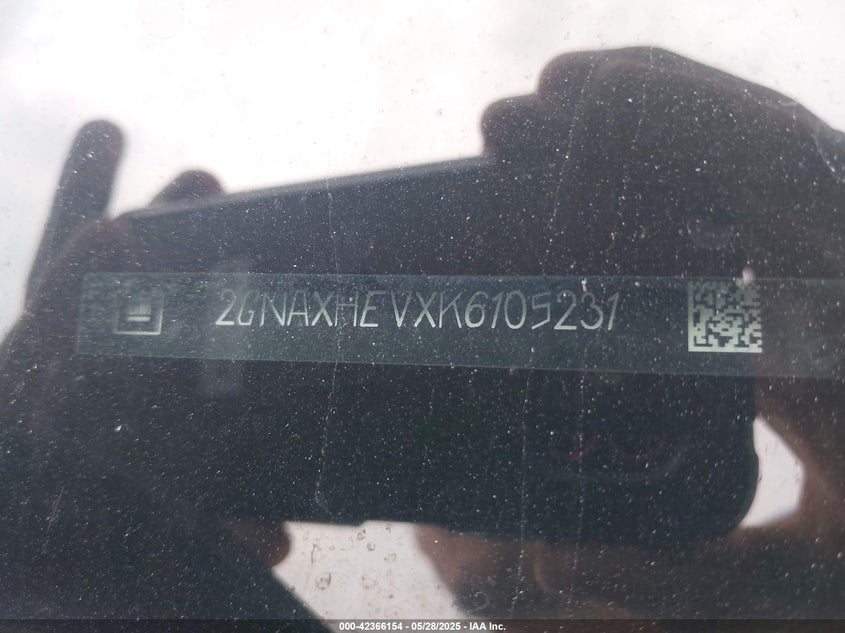 2GNAXHEVXK6105231
000-42366154 - 05/28/2025 - IAA Inc.